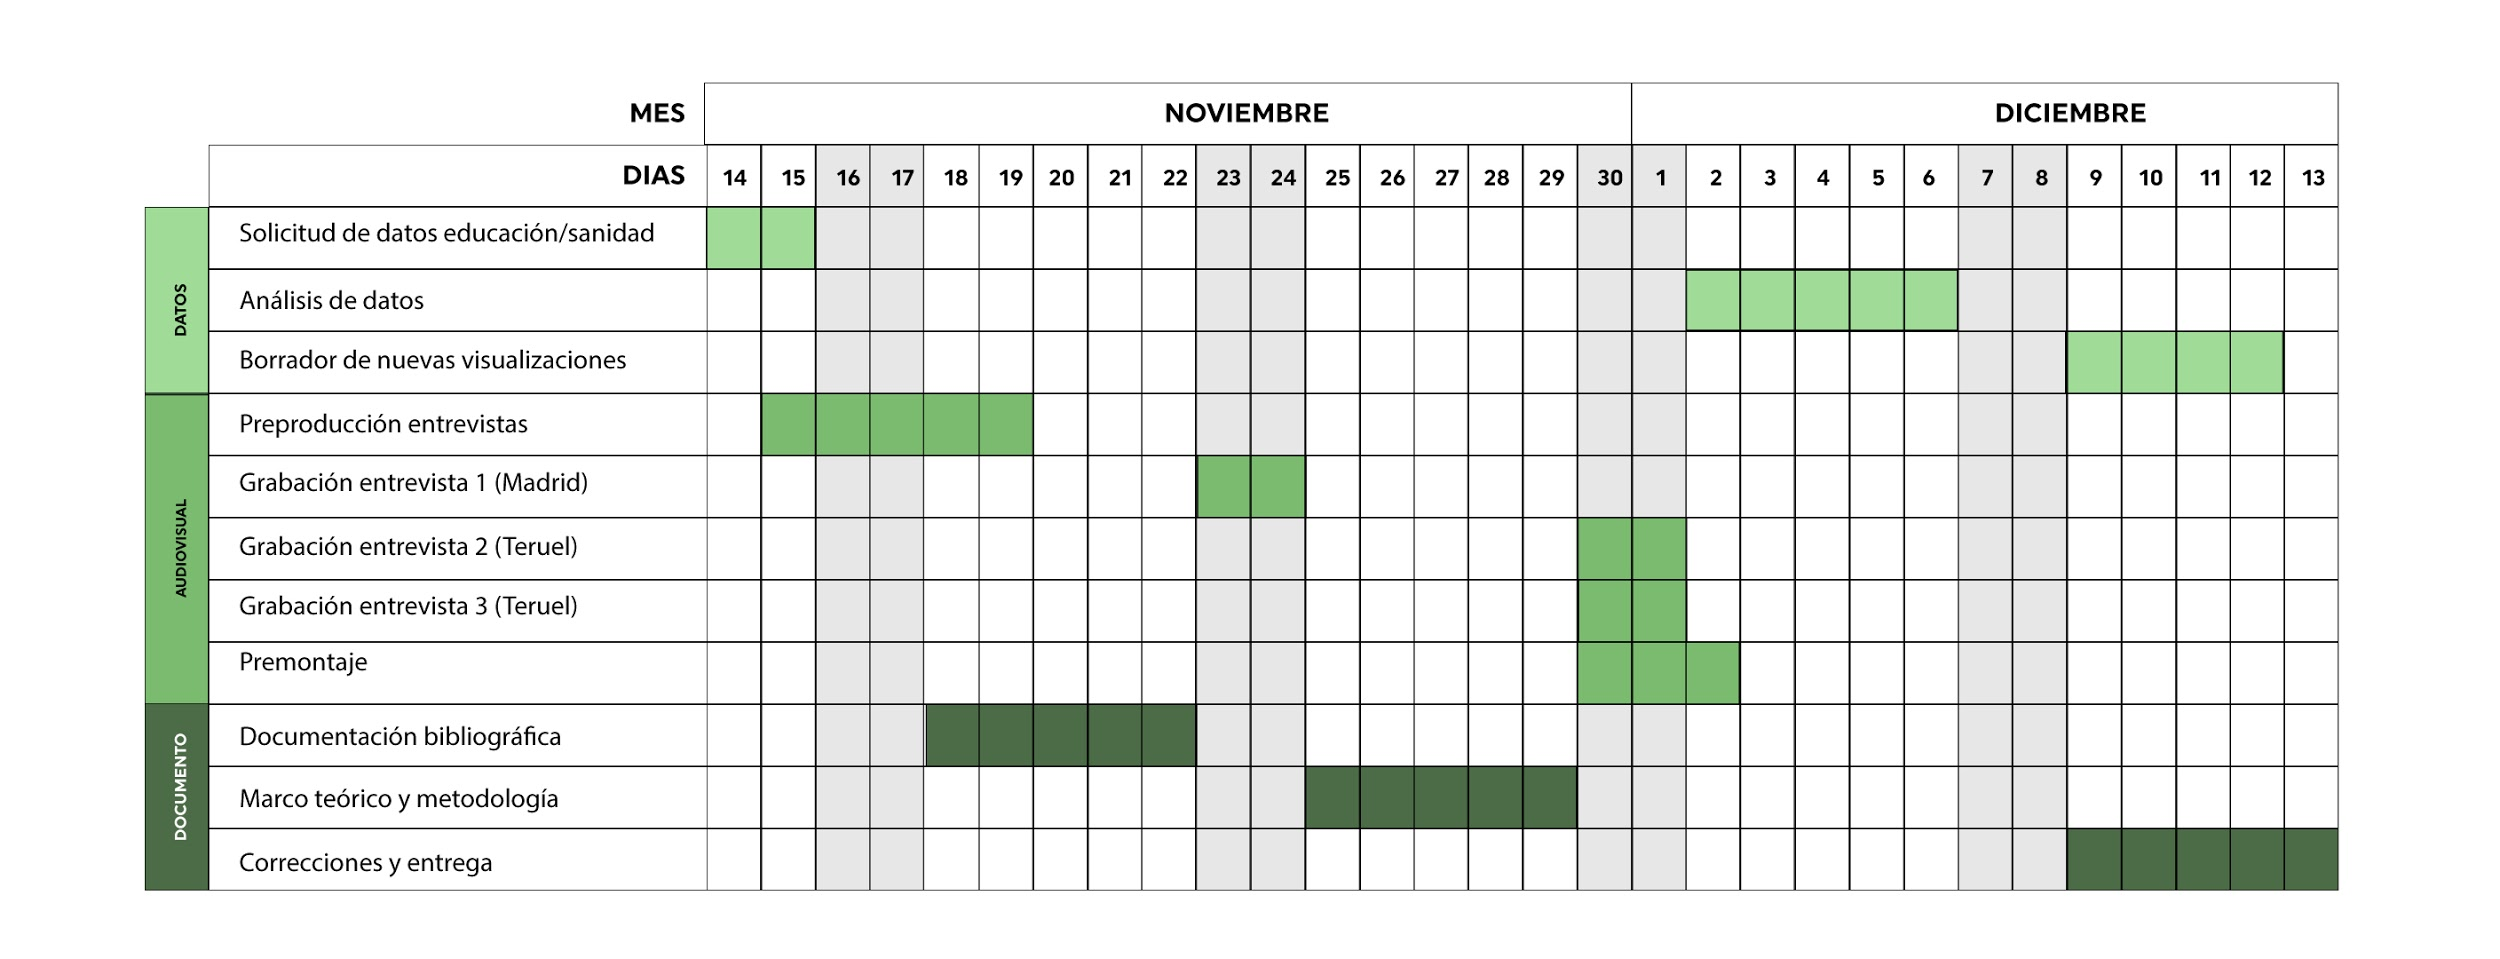 MES NOVIEMBRE DICIEMBRE
DIAS 14 15 16 17 18 19 20 21 22 23 24 25 26 27 28 29 30 1 2 3 4 5 6 7 8 9 10 11 12 13
DATOS
Solicitud de datos educación/sanidad
Análisis de datos
Borrador de nuevas visualizaciones
AUDIOVISUAL
Preproducción entrevistas
Grabación entrevista 1 (Madrid)
Grabación entrevista 2 (Teruel)
Grabación entrevista 3 (Teruel)
Premontaje
DOCUMENTO
Documentación bibliográfica
Marco teórico y metodología
Correcciones y entrega